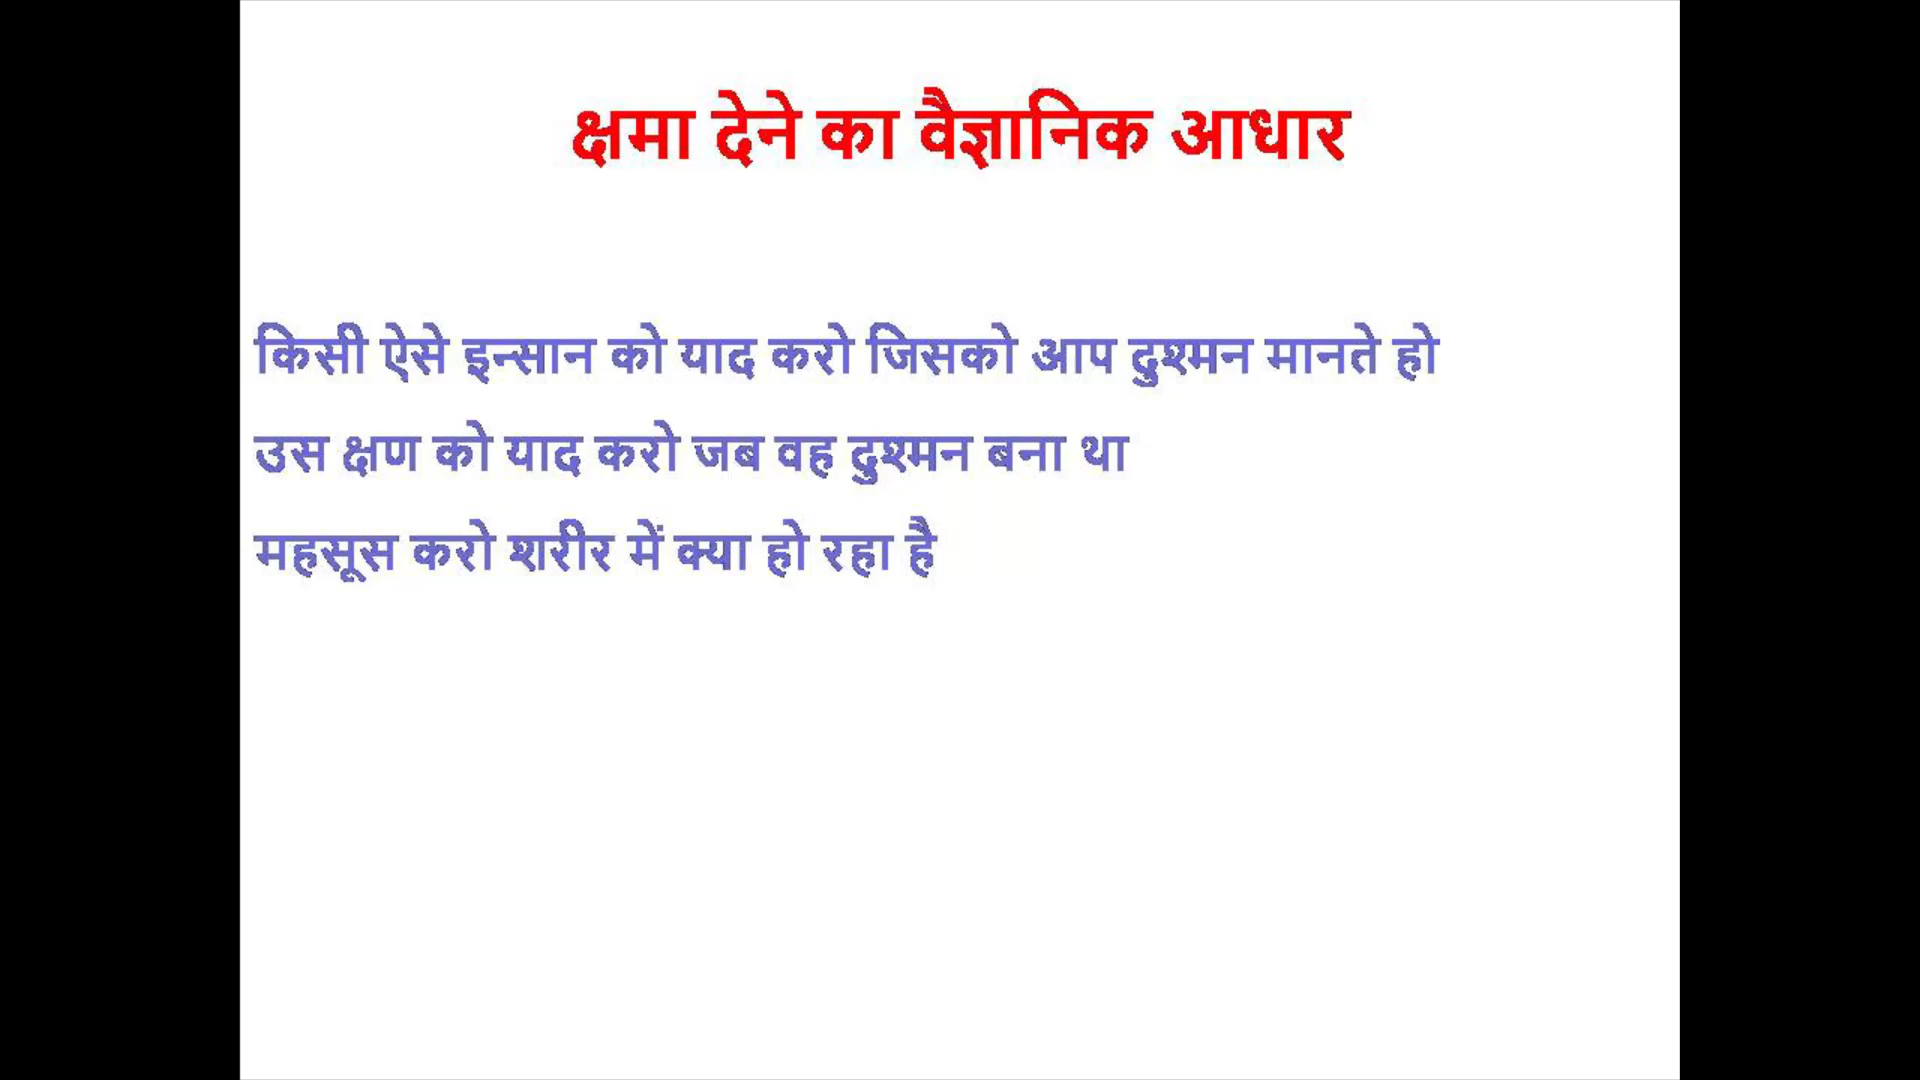 क्षमा देने का वैज्ञानिक आधार
किसी ऐसे इन्सान को याद करो जिसको आप दुश्मन मानते हो
उस क्षण को याद करो जब वह दुश्मन बना था
महसूस करो शरीर में क्या हो रहा है